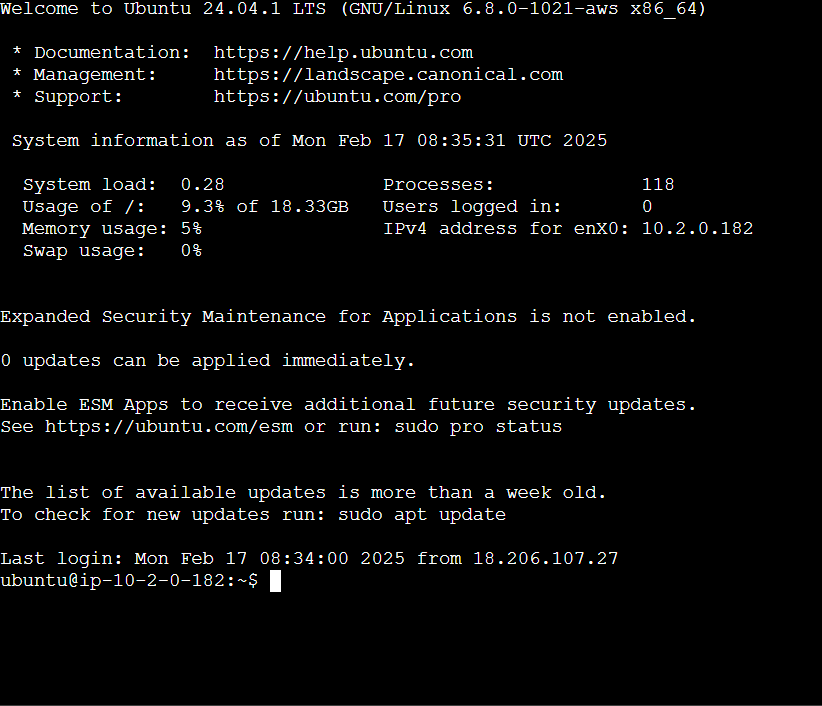 Welcome to Ubuntu 24.04.1 LTS (GNU/Linux 6.8.0-1021-aws x86_64)
* Documentation: https://help.ubuntu.com
* Management: https://landscape.canonical.com
* Support: https://ubuntu.com/pro
System information as of Mon Feb 17 08:35:31 UTC 2025
System load: 0.28 Processes: 118
Usage of /: 9.3% of 18.33GB Users logged in: 0
Memory usage: 5% IPv4 address for enX0: 10.2.0.182
Swap usage: 0%
Expanded Security Maintenance for Applications is not enabled.
0 updates can be applied immediately.
Enable ESM Apps to receive additional future security updates.
See https://ubuntu.com/esm or run: sudo pro status
The list of available updates is more than a week old.
To check for new updates run: sudo apt update
Last login: Mon Feb 17 08:34:00 2025 from 18.206.107.27
ubuntu@ip-10-2-0-182:~$